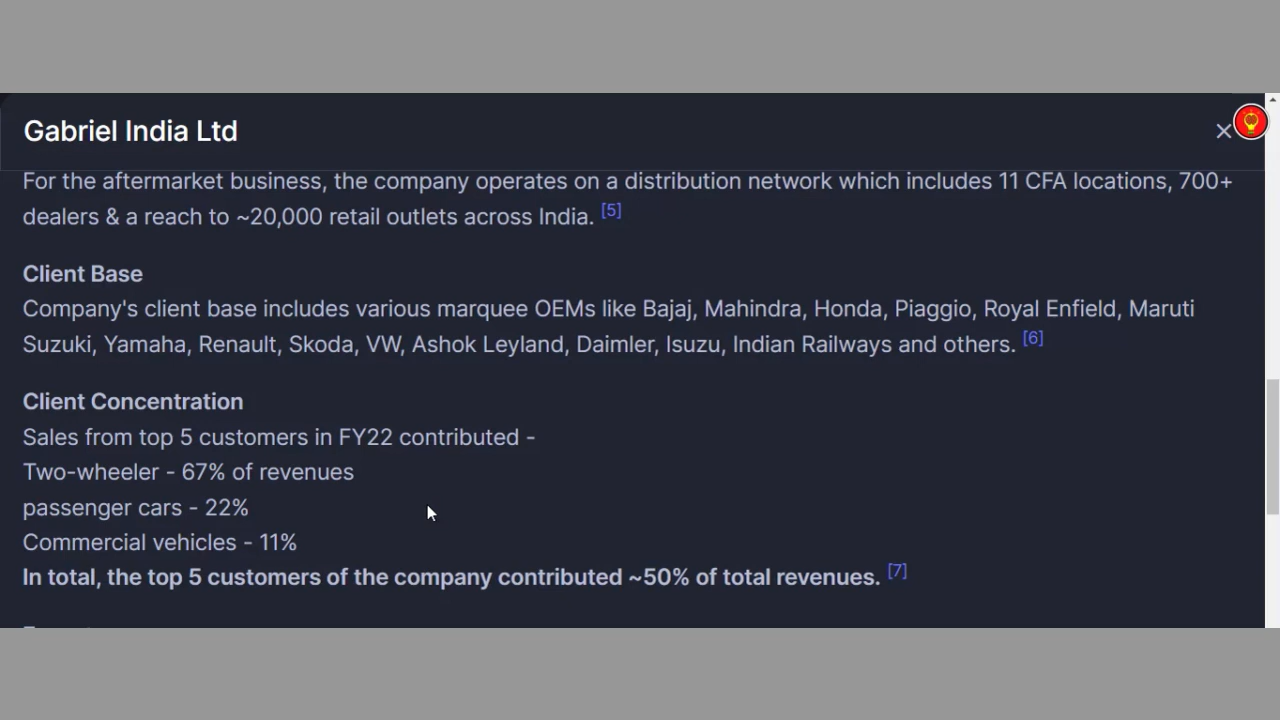 Gabriel India Ltd
For the aftermarket business, the company operates on a distribution network which includes 11 CFA locations, 700+
dealers & a reach to ~20,000 retail outlets across India. [5]
Client Base
Company's client base includes various marquee OEMs like Bajaj, Mahindra, Honda, Piaggio, Royal Enfield, Maruti
Suzuki, Yamaha, Renault, Skoda, VW, Ashok Leyland, Daimler, Isuzu, Indian Railways and others. [6]
Client Concentration
Sales from top 5 customers in FY22 contributed -
Two-wheeler - 67% of revenues
passenger cars - 22%
Commercial vehicles - 11%
In total, the top 5 customers of the company contributed ~50% of total revenues. [7]